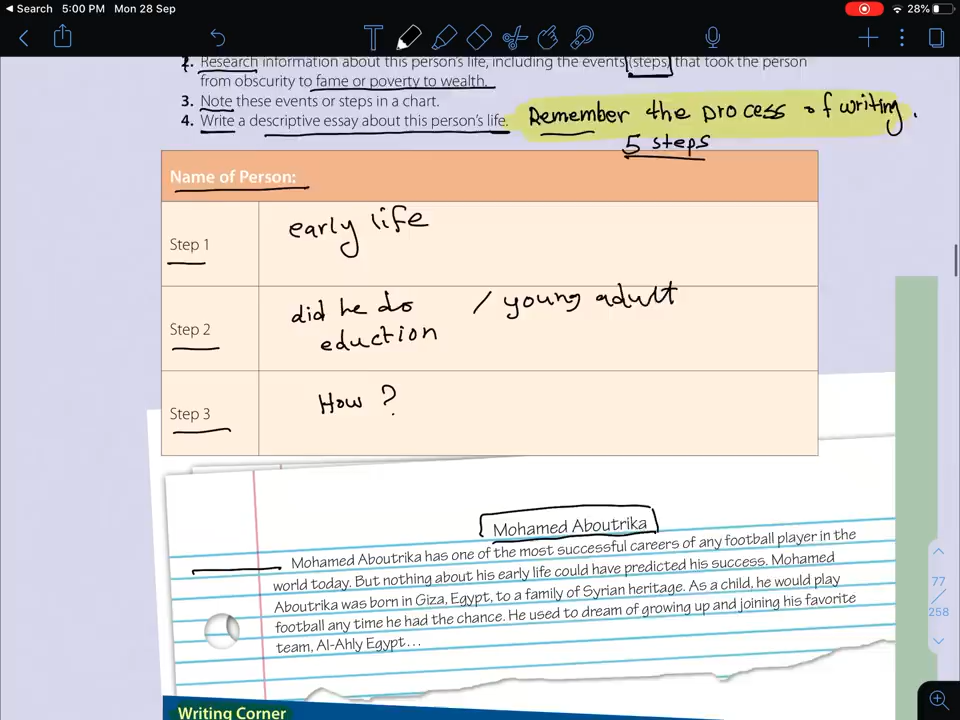 Search 5:00 PM Mon 28 Sep 28%
2. Research information about this person's life, including the events (steps) that took the person
from obscurity to fame or poverty to wealth.
3. Note these events or steps in a chart.
4. Write a descriptive essay about this person's life. Remember the process of writing.
5 steps
Name of Person:
Step 1 early life
Step 2 did he do / young adult
eduction
Step 3 How ?
Mohamed Aboutrika
Mohamed Aboutrika has one of the most successful careers of any football player in the
world today. But nothing about his early life could have predicted his success. Mohamed
Aboutrika was born in Giza, Egypt, to a family of Syrian heritage. As a child, he would play
football any time he had the chance. He used to dream of growing up and joining his favorite
team, Al-Ahly Egypt…
77
/
258
Writing Corner